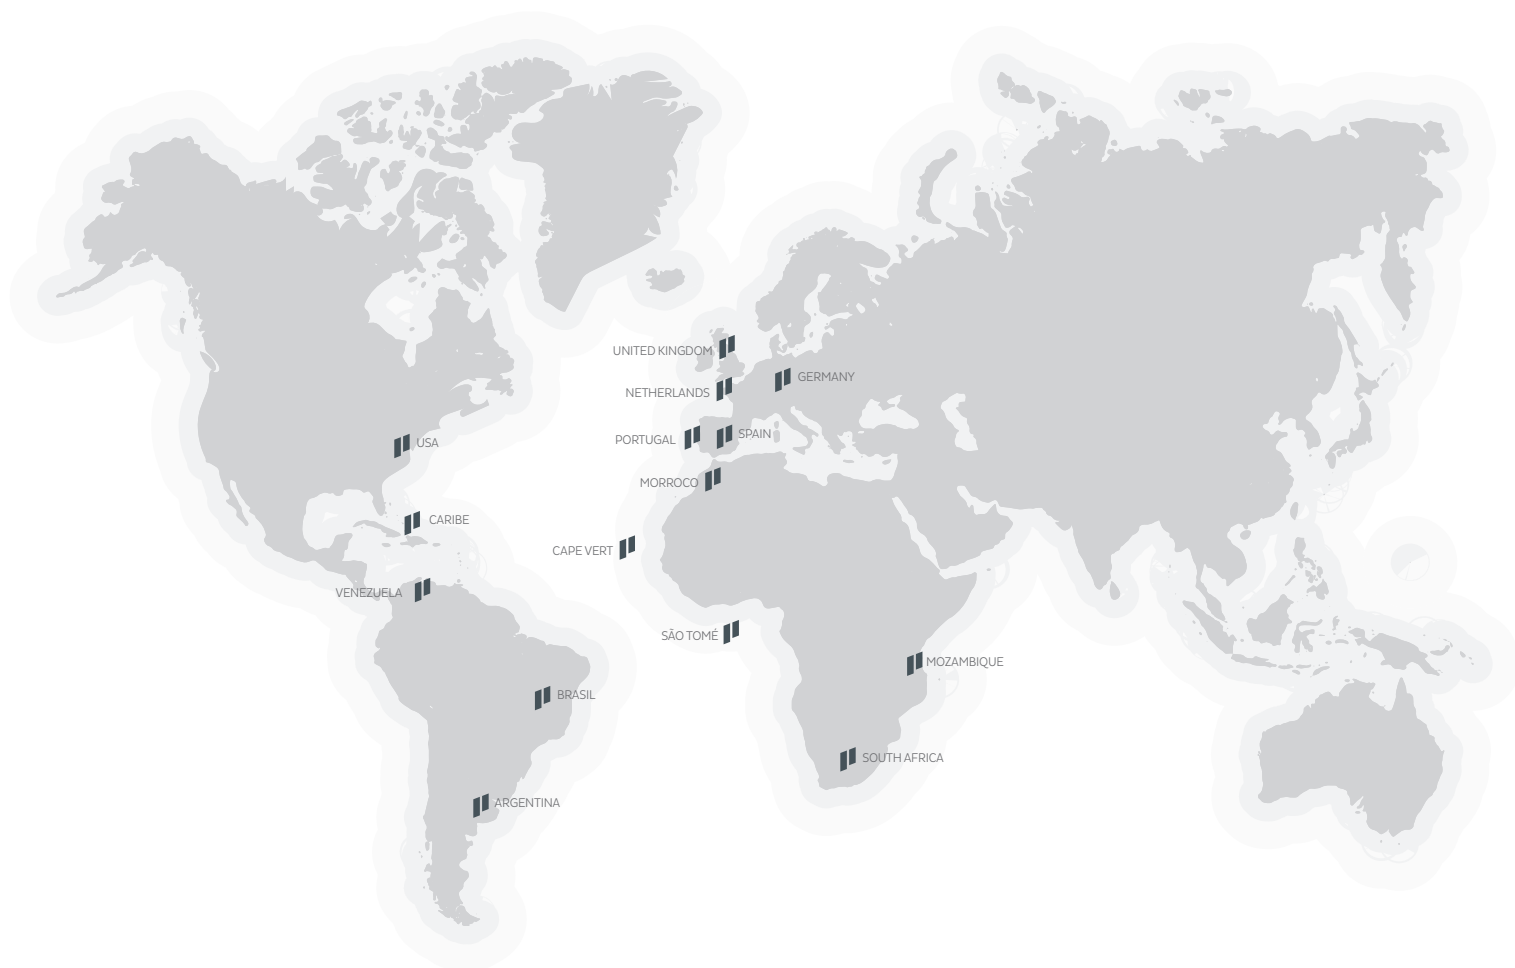 UNITED KINGDOM
GERMANY
NETHERLANDS
SPAIN
PORTUGAL
USA
MORROCO
CARIBE
CAPE VERT
VENEZUELA
SÃO TOMÉ
MOZAMBIQUE
BRASIL
SOUTH AFRICA
ARGENTINA